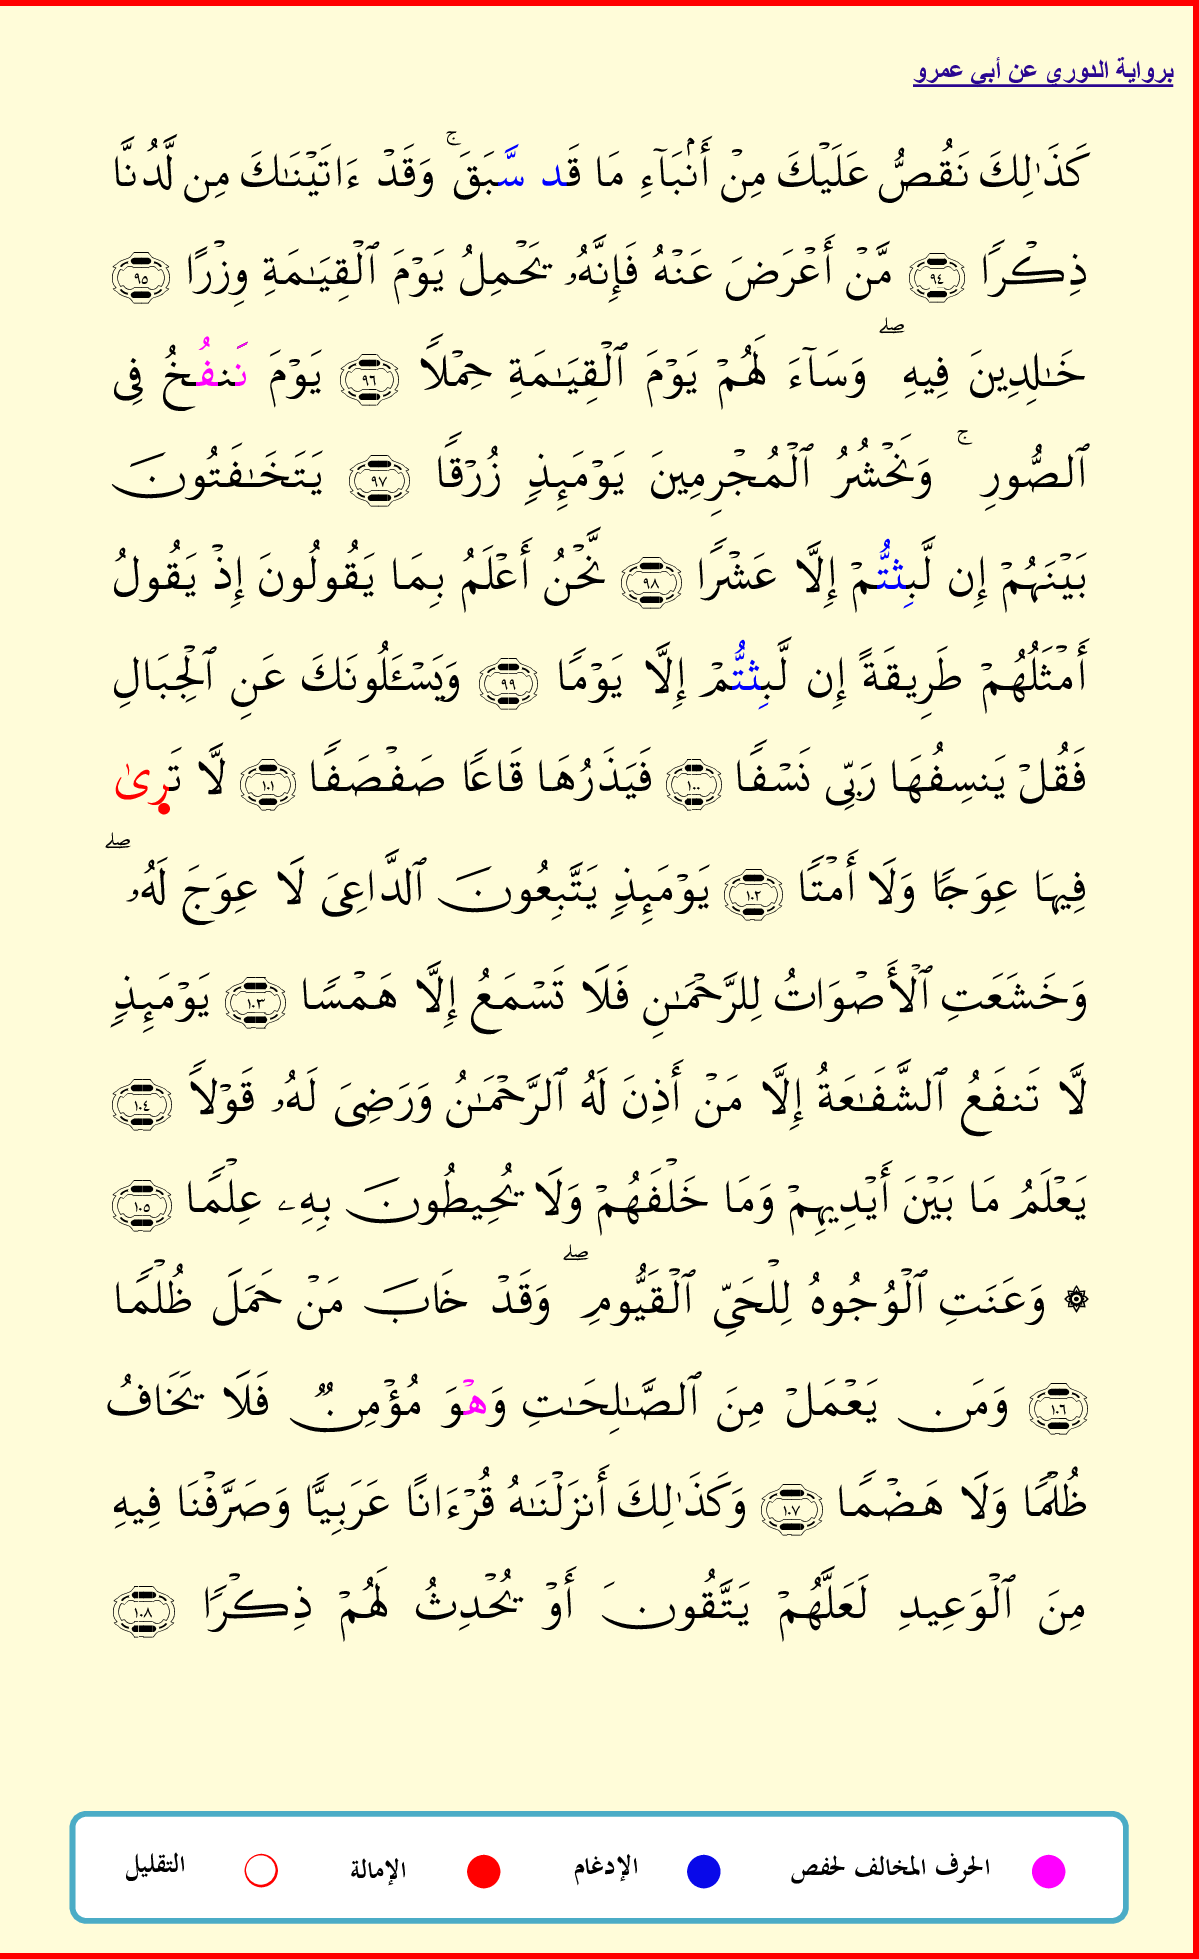 برواية الدوري عن أبي عمرو
كَذَٰلِكَ نَقُصُّ عَلَيْكَ مِنْ أَنۢبَآءِ مَا قَد سَّبَقَۚ وَقَدْ ءَاتَيْنَٰكَ مِن لَّدُنَّا
ذِكْرًا ٩٤ مَّنْ أَعْرَضَ عَنْهُ فَإِنَّهُۥ يَحْمِلُ يَوْمَ ٱلْقِيَٰمَةِ وِزْرًا ٩٥
خَٰلِدِينَ فِيهِۖ وَسَآءَ لَهُمْ يَوْمَ ٱلْقِيَٰمَةِ حِمْلًا ٩٦ يَوْمَ نَنفُخُ فِى
ٱلصُّورِۚ وَنَحْشُرُ ٱلْمُجْرِمِينَ يَوْمَئِذٍ زُرْقًا ٩٧ يَتَخَٰفَتُونَ
بَيْنَهُمْ إِن لَّبِثتُّمْ إِلَّا عَشْرًا ٩٨ نَّحْنُ أَعْلَمُ بِمَا يَقُولُونَ إِذْ يَقُولُ
أَمْثَلُهُمْ طَرِيقَةً إِن لَّبِثتُّمْ إِلَّا يَوْمًا ٩٩ وَيَسْـَٔلُونَكَ عَنِ ٱلْجِبَالِ
فَقُلْ يَنسِفُهَا رَبِّى نَسْفًا ١٠٠ فَيَذَرُهَا قَاعًا صَفْصَفًا ١٠١ لَّا تَرِىٰ
فِيهَا عِوَجًا وَلَا أَمْتًا ١٠٢ يَوْمَئِذٍ يَتَّبِعُونَ ٱلدَّاعِىَ لَا عِوَجَ لَهُۥۖ
وَخَشَعَتِ ٱلْأَصْوَاتُ لِلرَّحْمَٰنِ فَلَا تَسْمَعُ إِلَّا هَمْسًا ١٠٣ يَوْمَئِذٍ
لَّا تَنفَعُ ٱلشَّفَٰعَةُ إِلَّا مَنْ أَذِنَ لَهُ ٱلرَّحْمَٰنُ وَرَضِىَ لَهُۥ قَوْلًا ١٠٤
يَعْلَمُ مَا بَيْنَ أَيْدِيهِمْ وَمَا خَلْفَهُمْ وَلَا يُحِيطُونَ بِهِۦ عِلْمًا ١٠٥
۞ وَعَنَتِ ٱلْوُجُوهُ لِلْحَىِّ ٱلْقَيُّومِۖ وَقَدْ خَابَ مَنْ حَمَلَ ظُلْمًا
١٠٦ وَمَن يَعْمَلْ مِنَ ٱلصَّٰلِحَٰتِ وَهْوَ مُؤْمِنٌ فَلَا يَخَافُ
ظُلْمًا وَلَا هَضْمًا ١٠٧ وَكَذَٰلِكَ أَنزَلْنَٰهُ قُرْءَانًا عَرَبِيًّا وَصَرَّفْنَا فِيهِ
مِنَ ٱلْوَعِيدِ لَعَلَّهُمْ يَتَّقُونَ أَوْ يُحْدِثُ لَهُمْ ذِكْرًا ١٠٨
الحرف المخالف لحفص الإدغام الإمالة التقليل